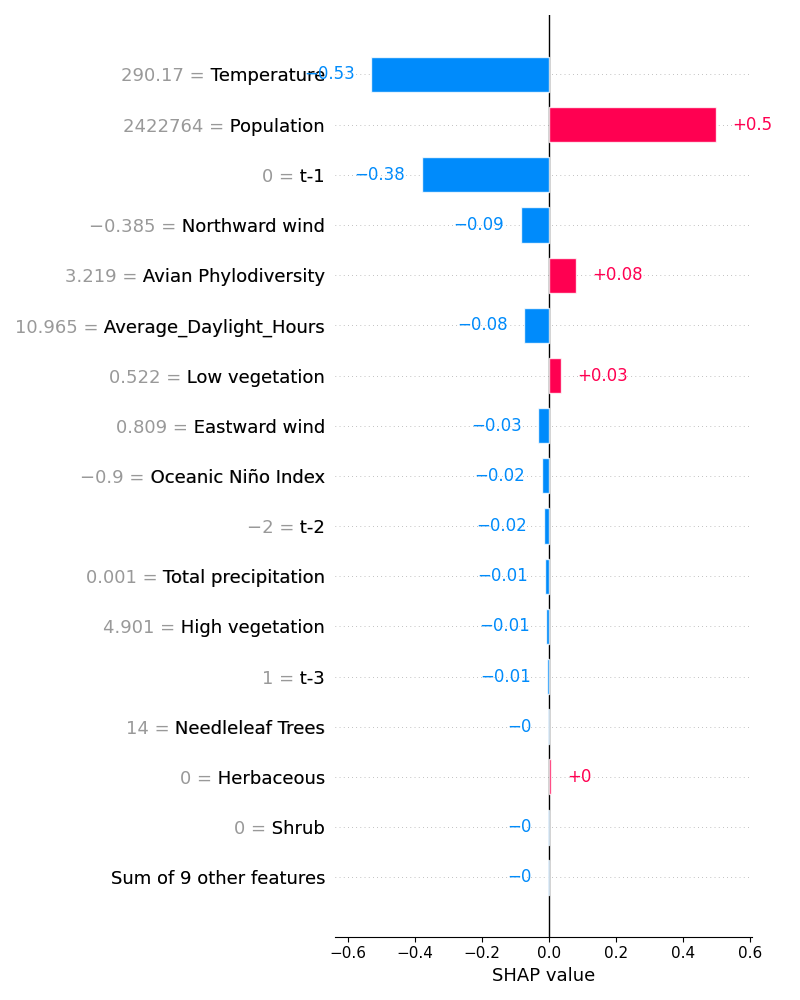 290.17 = Temperature −0.53
2422764 = Population +0.5
0 = t-1 −0.38
−0.385 = Northward wind −0.09
3.219 = Avian Phylodiversity +0.08
10.965 = Average_Daylight_Hours −0.08
0.522 = Low vegetation +0.03
0.809 = Eastward wind −0.03
−0.9 = Oceanic Niño Index −0.02
−2 = t-2 −0.02
0.001 = Total precipitation −0.01
4.901 = High vegetation −0.01
1 = t-3 −0.01
14 = Needleleaf Trees −0
0 = Herbaceous +0
0 = Shrub −0
Sum of 9 other features −0
−0.6 −0.4 −0.2 0.0 0.2 0.4 0.6
SHAP value